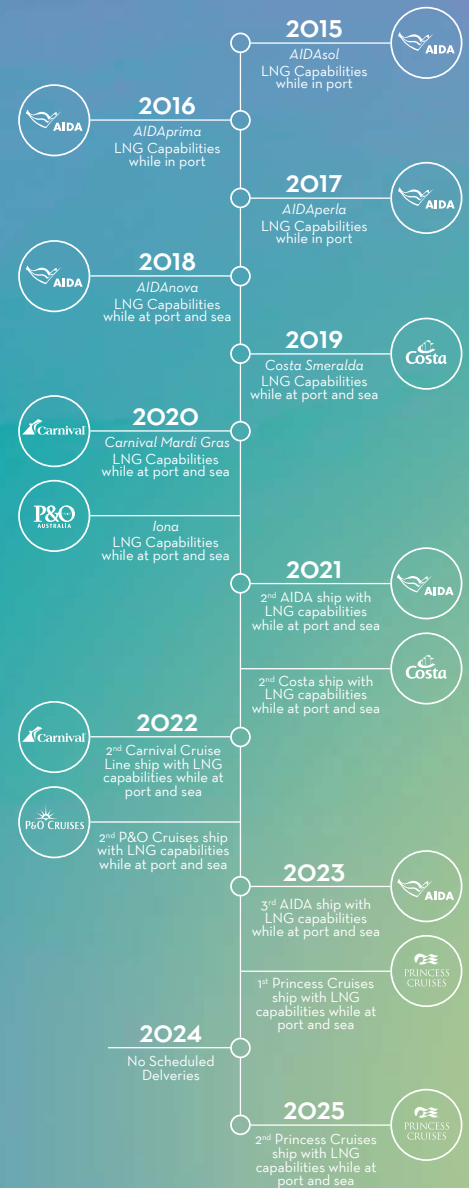 2015
AIDAsol
LNG Capabilities
while in port
AIDA
AIDA
2016
AIDAprima
LNG Capabilities
while in port
2017
AIDAperla
LNG Capabilities
while in port
AIDA
AIDA
2018
AIDAnova
LNG Capabilities
while at port and sea
2019
Costa Smeralda
LNG Capabilities
while at port and sea
Costa
Carnival
2020
Carnival Mardi Gras
LNG Capabilities
while at port and sea
P&O
AUSTRALIA
Iona
LNG Capabilities
while at port and sea
2021
2nd AIDA ship with
LNG capabilities
while at port and sea
AIDA
2nd Costa ship with
LNG capabilities
while at port and sea
Costa
Carnival
2022
2nd Carnival Cruise
Line ship with LNG
capabilities while at
port and sea
P&O CRUISES
2nd P&O Cruises ship
with LNG capabilities
while at port and sea
2023
3rd AIDA ship with
LNG capabilities
while at port and sea
AIDA
1st Princess Cruises
ship with LNG
capabilities while at
port and sea
PRINCESS
CRUISES
2024
No Scheduled
Delveries
2025
2nd Princess Cruises
ship with LNG
capabilities while at
port and sea
PRINCESS
CRUISES